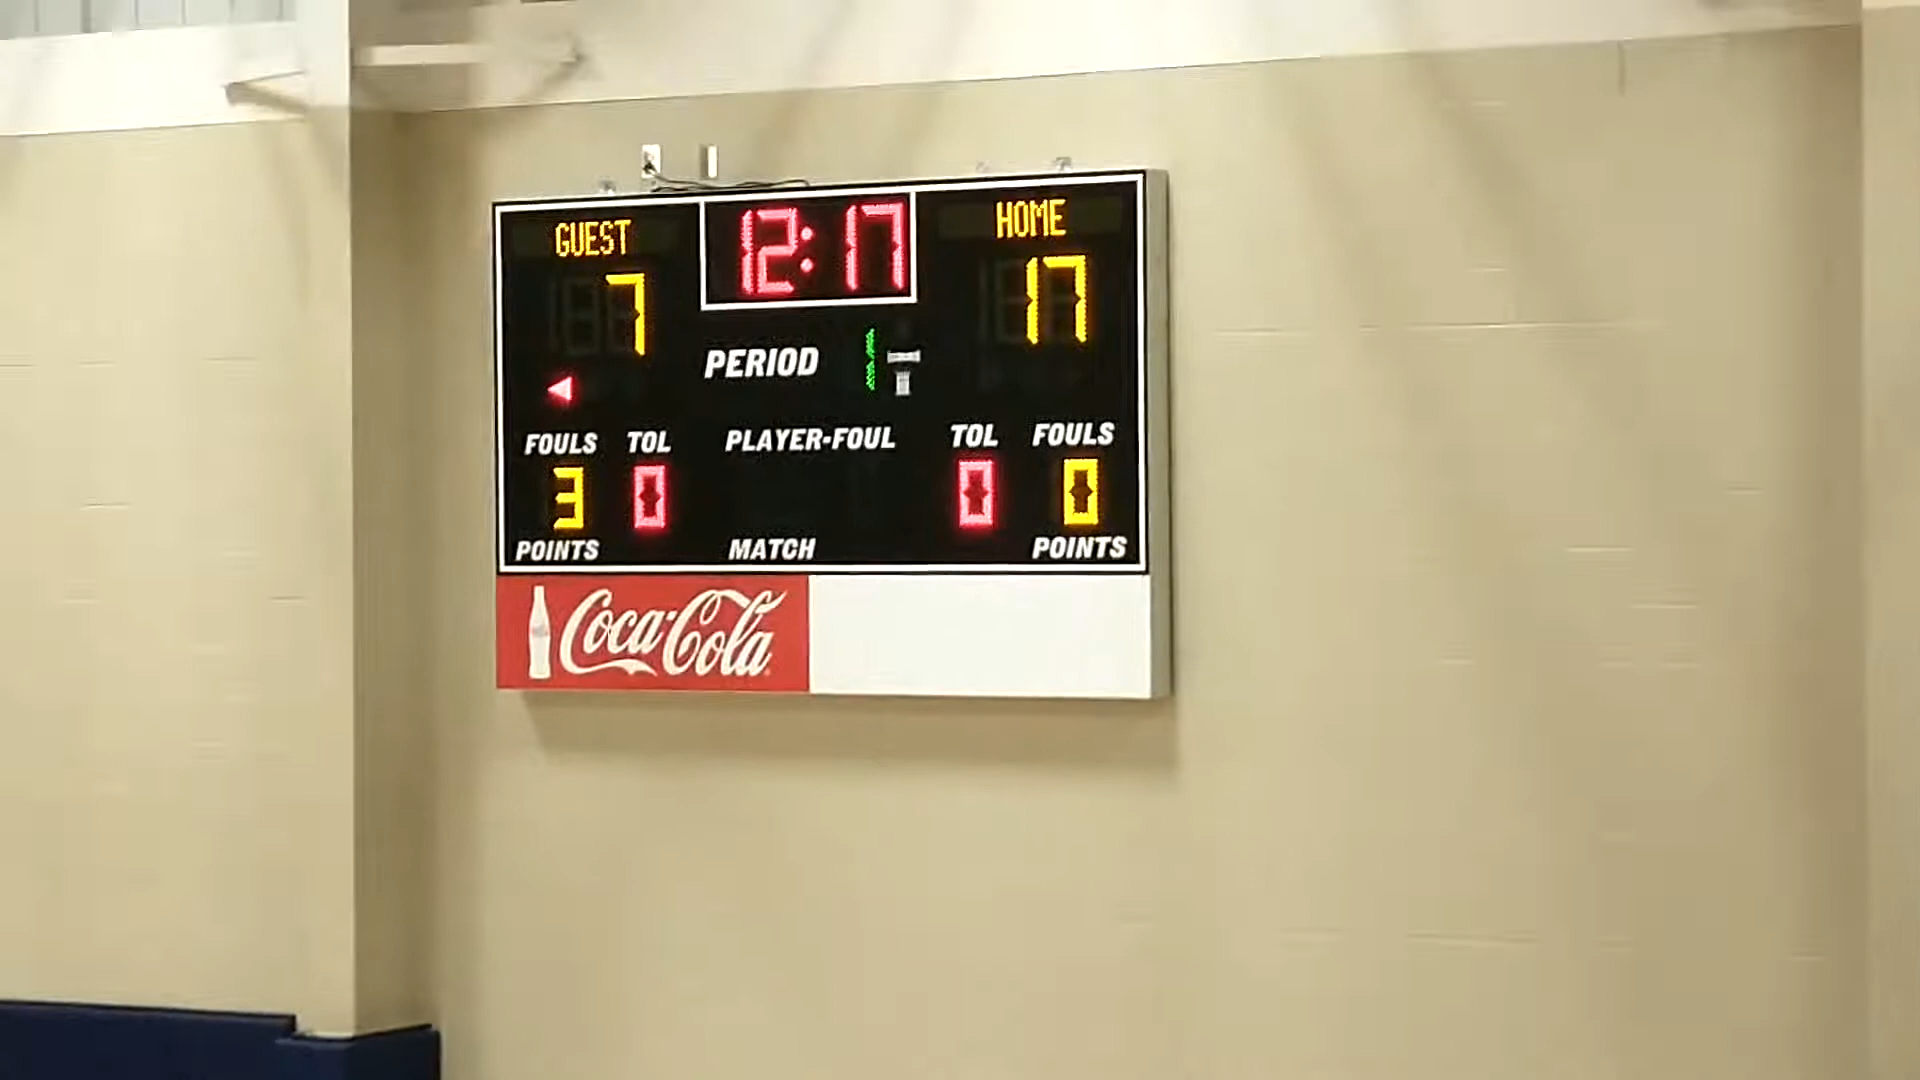 GUEST 12:17 HOME
7 17
PERIOD 1
FOULS TOL PLAYER-FOUL TOL FOULS
3 0 0 0
POINTS MATCH POINTS
Coca-Cola